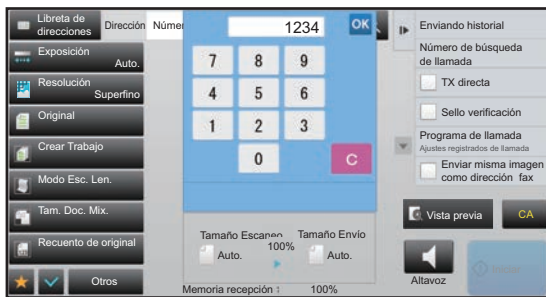 Libreta de
direcciones
Dirección
Númer
1234
OK
Exposición
Auto.
Resolución
Superfino
Original
Crear Trabajo
Modo Esc. Len.
Tam. Doc. Mix.
Recuento de original
Otros
7 8 9
4 5 6
1 2 3
0 C
Tamaño Escaneo
Tamaño Envio
100%
Auto.
Auto.
Memoria recepción :
100%
Enviando historial
Número de búsqueda
de llamada
TX directa
Sello verificación
Programa de llamada
Ajustes registrados de llamada
Enviar misma imagen
como dirección fax
Vista previa
CA
Altavoz